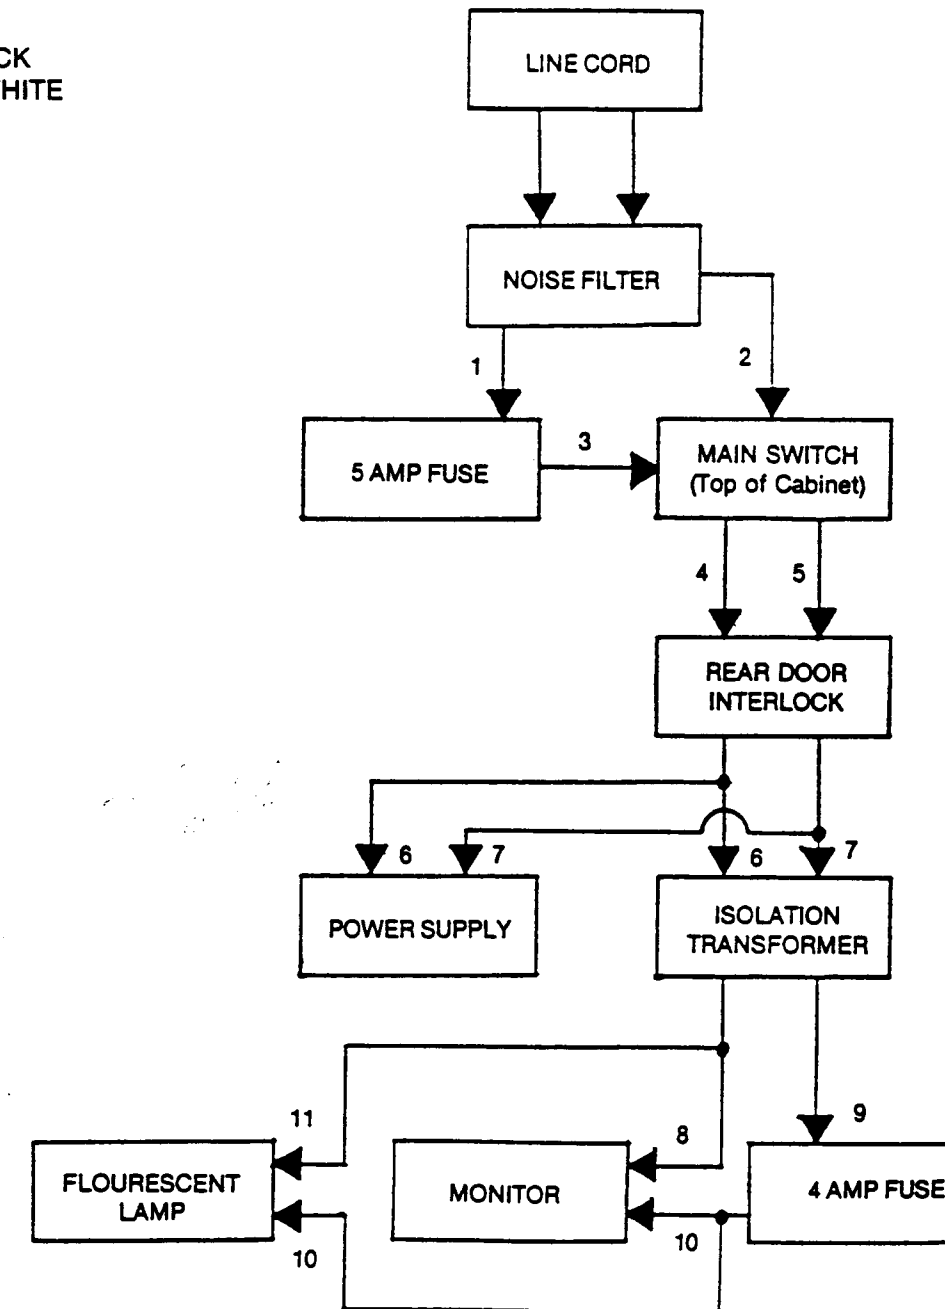 CK
HITE
LINE CORD
NOISE FILTER
1
2
5 AMP FUSE
3
MAIN SWITCH
(Top of Cabinet)
4
5
REAR DOOR
INTERLOCK
6
7
6
7
POWER SUPPLY
ISOLATION
TRANSFORMER
11
8
9
FLOURESCENT
LAMP
MONITOR
4 AMP FUSE
10
10